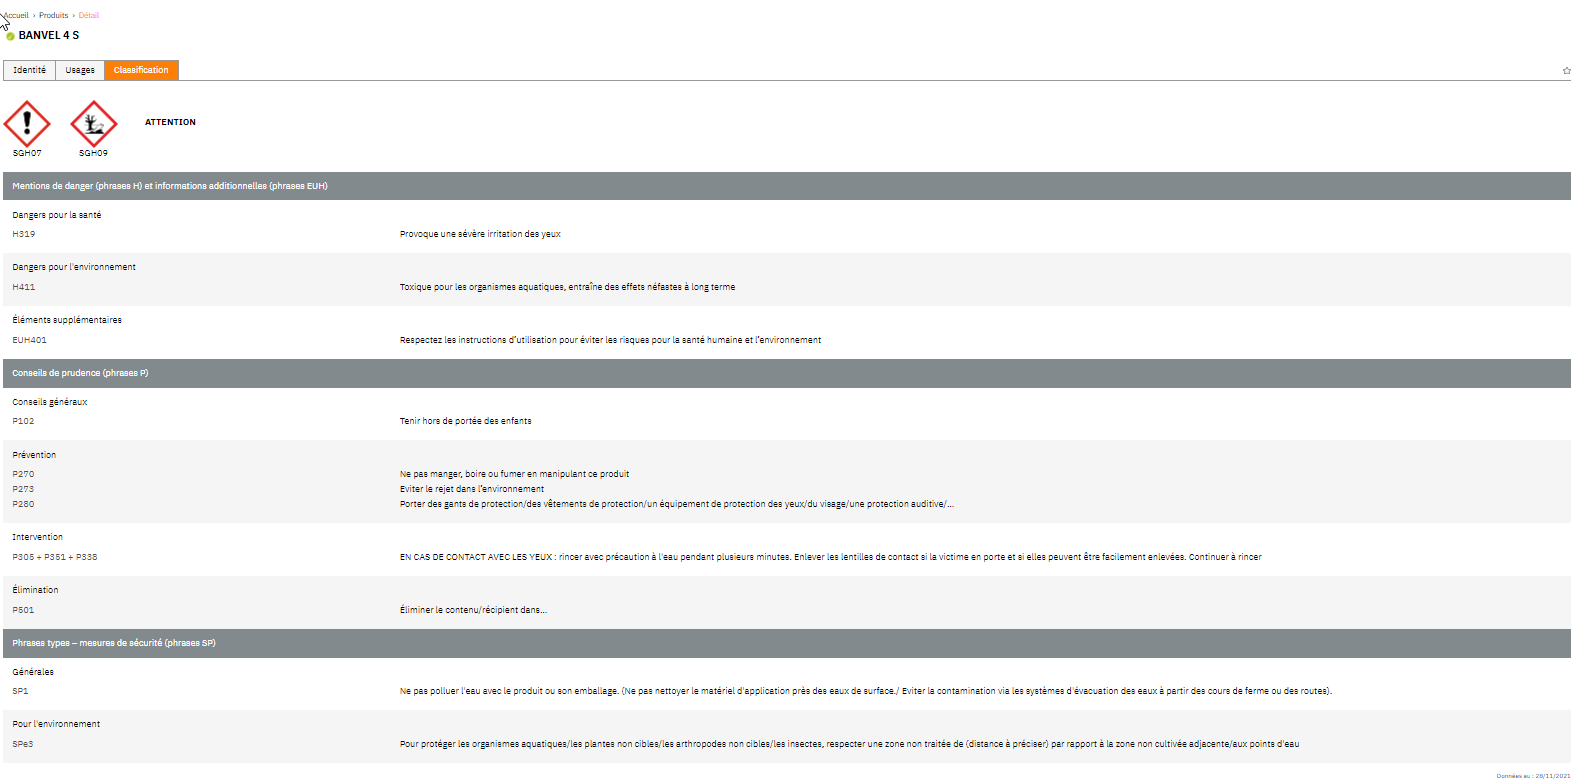 Accueil › Produits › Détail
BANVEL 4 S
Identité Usages Classification
ATTENTION
SGH07 SGH09
Mentions de danger (phrases H) et informations additionnelles (phrases EUH)
Dangers pour la santé
H319 Provoque une sévère irritation des yeux
Dangers pour l'environnement
H411 Toxique pour les organismes aquatiques, entraîne des effets néfastes à long terme
Éléments supplémentaires
EUH401 Respectez les instructions d’utilisation pour éviter les risques pour la santé humaine et l’environnement
Conseils de prudence (phrases P)
Conseils généraux
P102 Tenir hors de portée des enfants
Prévention
P270 Ne pas manger, boire ou fumer en manipulant ce produit
P273 Eviter le rejet dans l’environnement
P280 Porter des gants de protection/des vêtements de protection/un équipement de protection des yeux/du visage/une protection auditive/...
Intervention
P305 + P351 + P338 EN CAS DE CONTACT AVEC LES YEUX : rincer avec précaution à l'eau pendant plusieurs minutes. Enlever les lentilles de contact si la victime en porte et si elles peuvent être facilement enlevées. Continuer à rincer
Élimination
P501 Éliminer le contenu/récipient dans...
Phrases types – mesures de sécurité (phrases SP)
Générales
SP1 Ne pas polluer l'eau avec le produit ou son emballage. (Ne pas nettoyer le matériel d'application près des eaux de surface./ Eviter la contamination via les systèmes d'évacuation des eaux à partir des cours de ferme ou des routes).
Pour l'environnement
SPe3 Pour protéger les organismes aquatiques/les plantes non cibles/les arthropodes non cibles/les insectes, respecter une zone non traitée de (distance à préciser) par rapport à la zone non cultivée adjacente/aux points d'eau
Données au : 26/11/2021